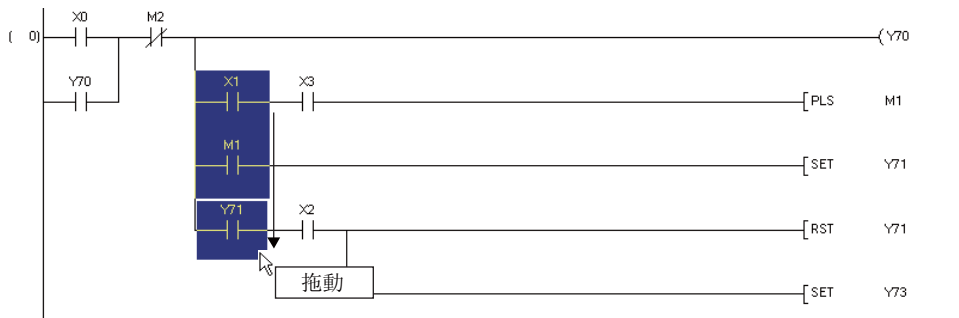 X0 M2
( 0) Y70
Y70 X1 X3
PLS M1
M1
SET Y71
Y71 X2
RST Y71
拖動
SET Y73